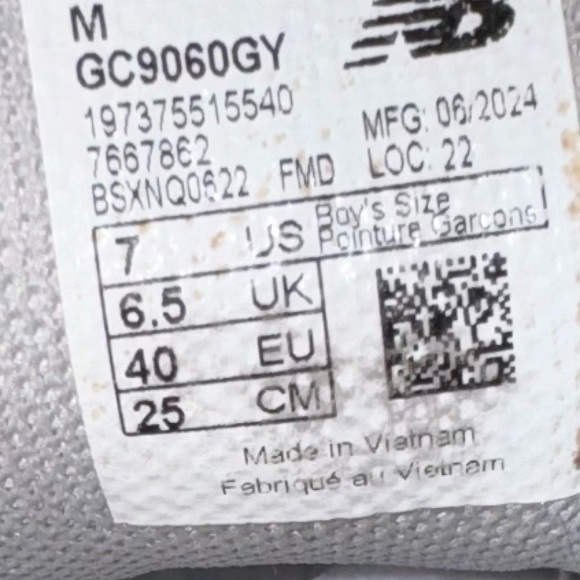 M
GC9060GY
197375515540
7667862
BSXNQ0622 FMD
MFG: 06/2024
LOC: 22
7 US Boy's Size
Pointure Garçons
6.5 UK
40 EU
25 CM
Made in Vietnam
Fabriqué au Vietnam